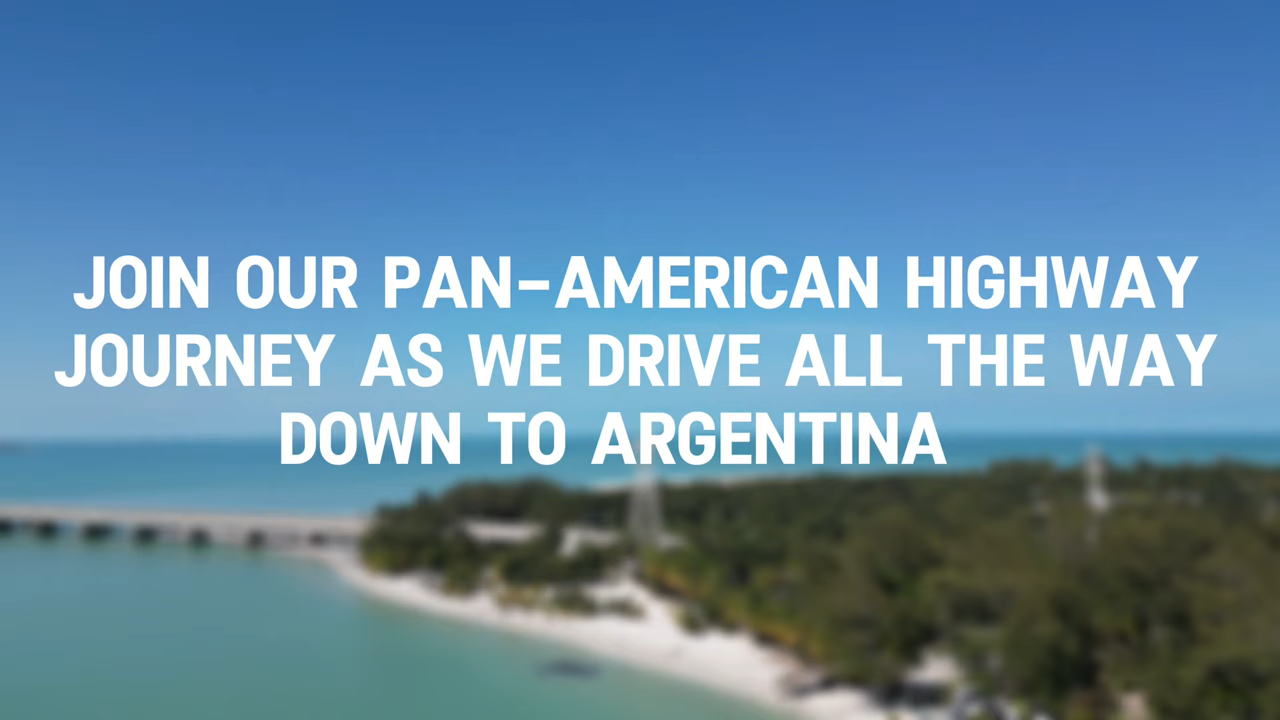 JOIN OUR PAN-AMERICAN HIGHWAY
JOURNEY AS WE DRIVE ALL THE WAY
DOWN TO ARGENTINA